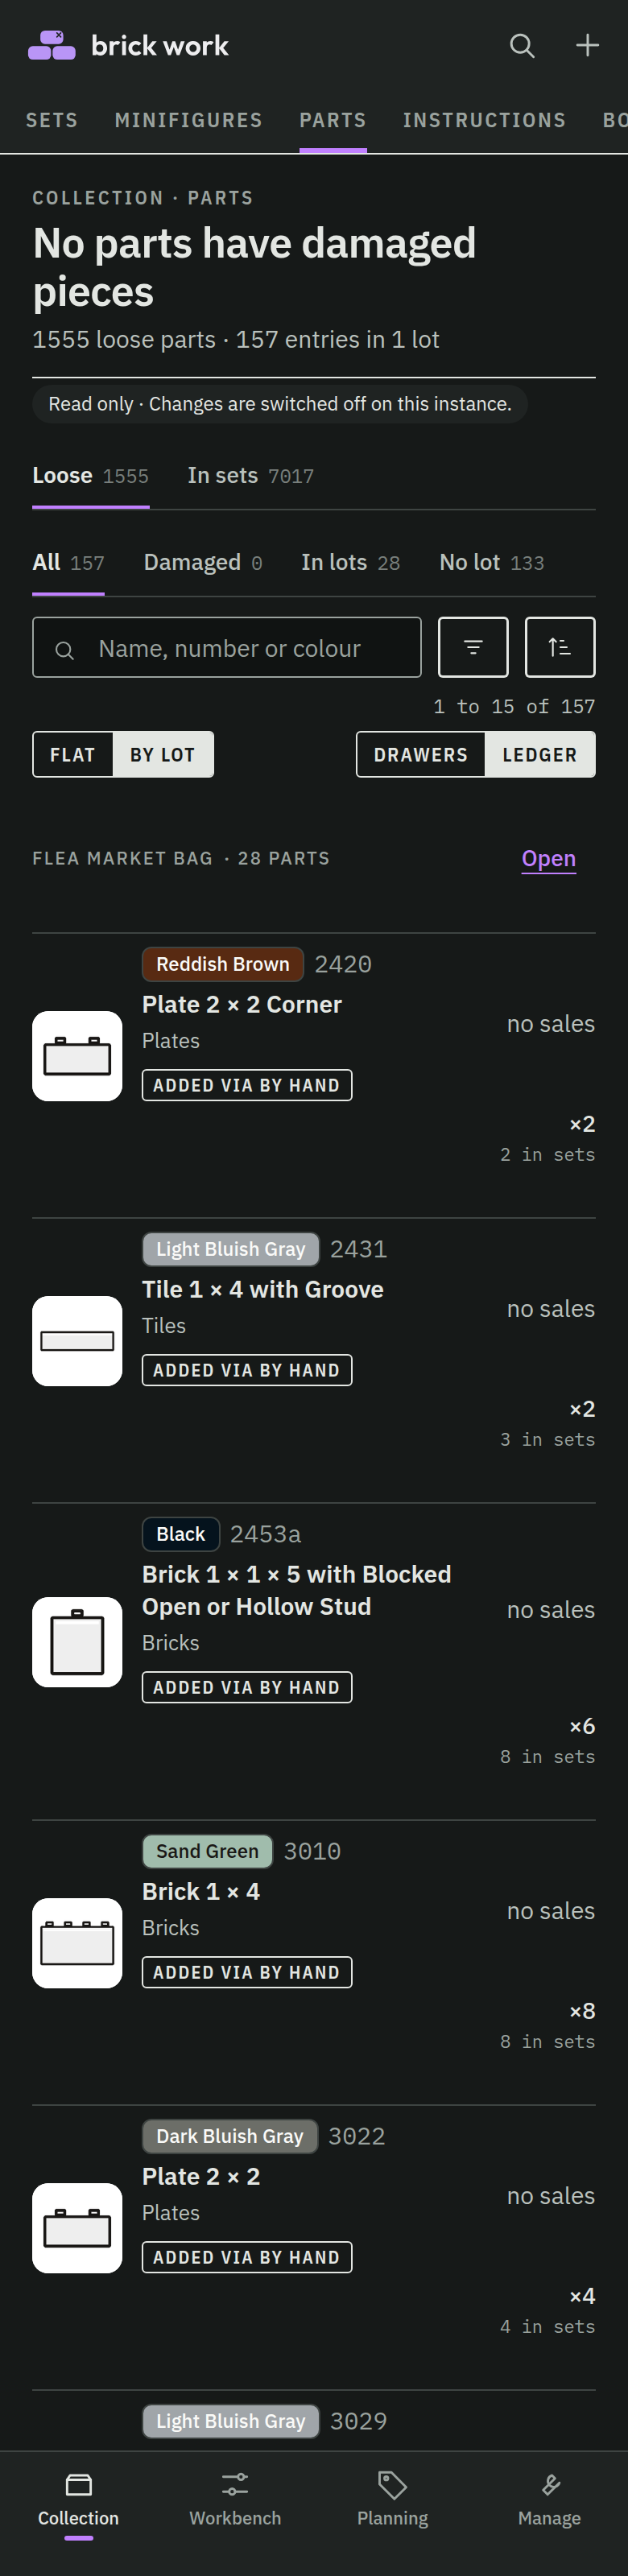 brick work
SETS MINIFIGURES PARTS INSTRUCTIONS BO
COLLECTION · PARTS
No parts have damaged
pieces
1555 loose parts · 157 entries in 1 lot
Read only · Changes are switched off on this instance.
Loose 1555 In sets 7017
All 157 Damaged 0 In lots 28 No lot 133
Name, number or colour
1 to 15 of 157
FLAT BY LOT DRAWERS LEDGER
FLEA MARKET BAG · 28 PARTS Open
Reddish Brown 2420
Plate 2 × 2 Corner
no sales
Plates
ADDED VIA BY HAND
×2
2 in sets
Light Bluish Gray 2431
Tile 1 × 4 with Groove
no sales
Tiles
ADDED VIA BY HAND
×2
3 in sets
Black 2453a
Brick 1 × 1 × 5 with Blocked
Open or Hollow Stud
no sales
Bricks
ADDED VIA BY HAND
×6
8 in sets
Sand Green 3010
Brick 1 × 4
no sales
Bricks
ADDED VIA BY HAND
×8
8 in sets
Dark Bluish Gray 3022
Plate 2 × 2
no sales
Plates
ADDED VIA BY HAND
×4
4 in sets
Light Bluish Gray 3029
Collection Workbench Planning Manage